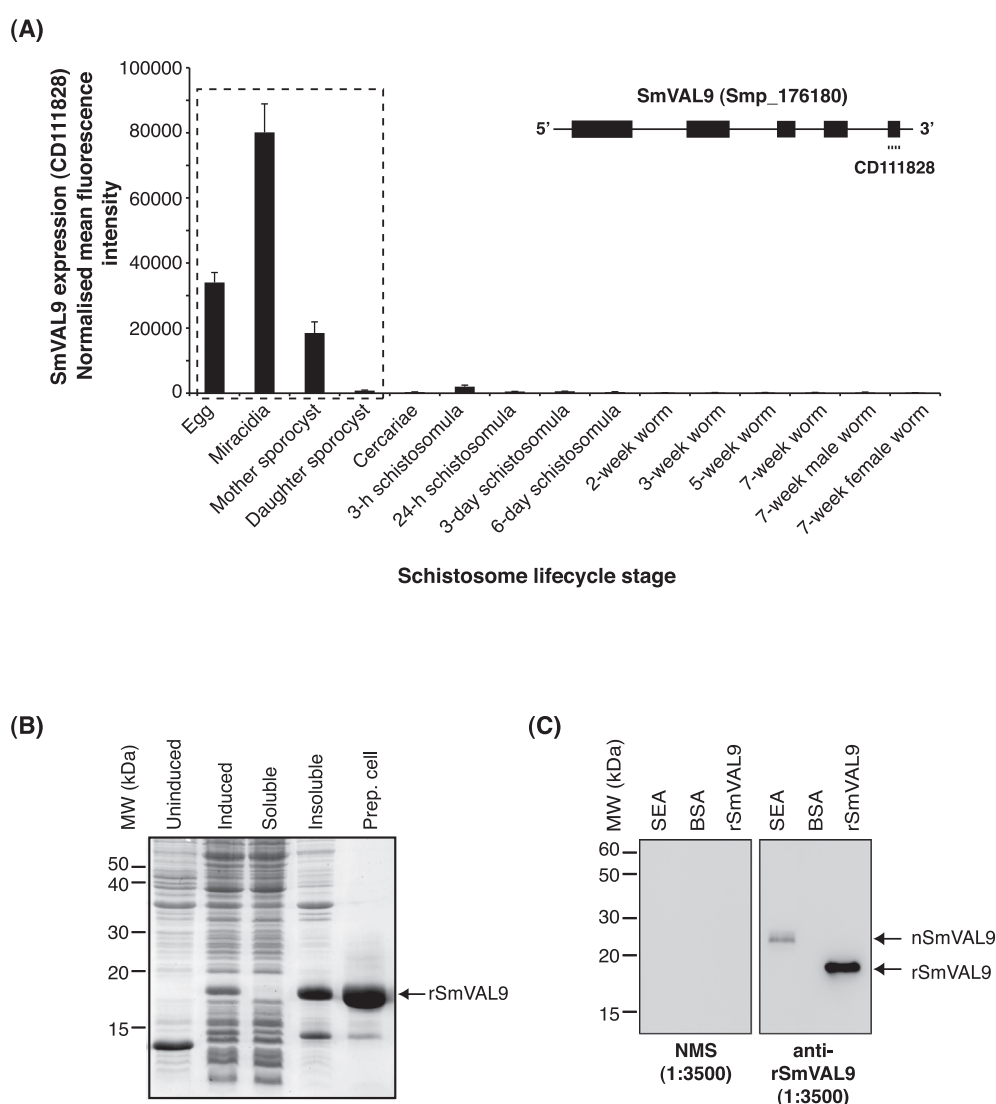 (A)
SmVAL9 expression (CD111828)
Normalised mean fluorescence
intensity
100000
80000
60000
40000
20000
0
SmVAL9 (Smp_176180)
5’
3’
CD111828
Egg
Miracidia
Mother sporocyst
Daughter sporocyst
Cercariae
3-h schistosomula
24-h schistosomula
3-day schistosomula
6-day schistosomula
2-week worm
3-week worm
5-week worm
7-week worm
7-week male worm
7-week female worm
Schistosome lifecycle stage
(B)
MW (kDa)
Uninduced
Induced
Soluble
Insoluble
Prep. cell
50
40
30
20
15
rSmVAL9
(C)
MW (kDa)
SEA
BSA
rSmVAL9
SEA
BSA
rSmVAL9
60
50
30
20
15
nSmVAL9
rSmVAL9
NMS
(1:3500)
anti-
rSmVAL9
(1:3500)